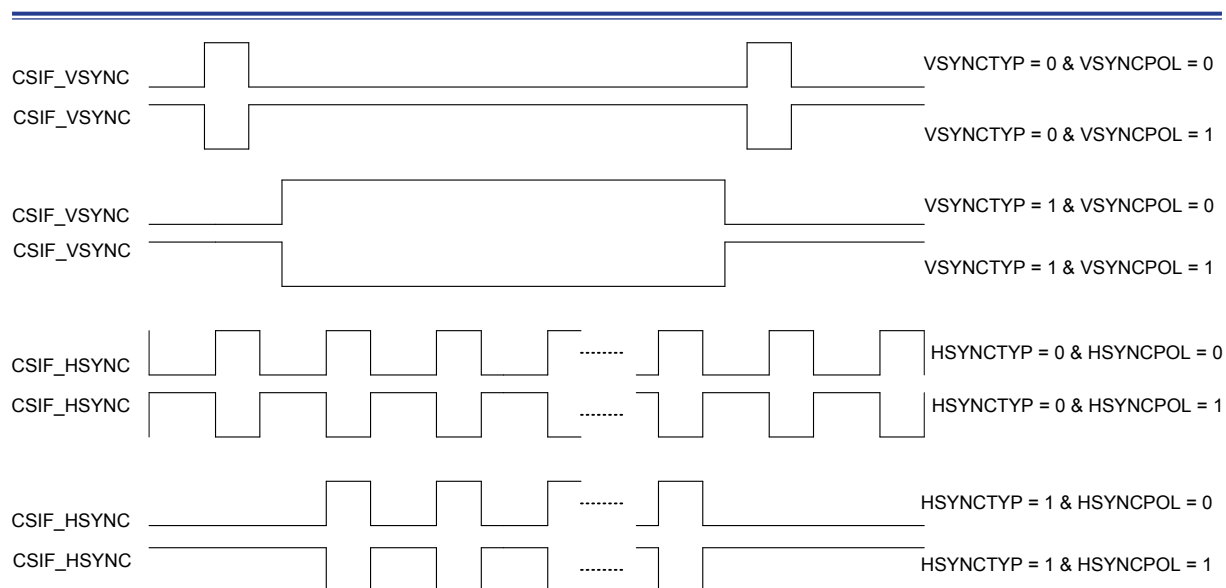 CSIF_VSYNC
VSYNCTYP = 0 & VSYNCPOL = 0
CSIF_VSYNC
VSYNCTYP = 0 & VSYNCPOL = 1
CSIF_VSYNC
VSYNCTYP = 1 & VSYNCPOL = 0
CSIF_VSYNC
VSYNCTYP = 1 & VSYNCPOL = 1
CSIF_HSYNC
HSYNCTYP = 0 & HSYNCPOL = 0
CSIF_HSYNC
HSYNCTYP = 0 & HSYNCPOL = 1
CSIF_HSYNC
HSYNCTYP = 1 & HSYNCPOL = 0
CSIF_HSYNC
HSYNCTYP = 1 & HSYNCPOL = 1